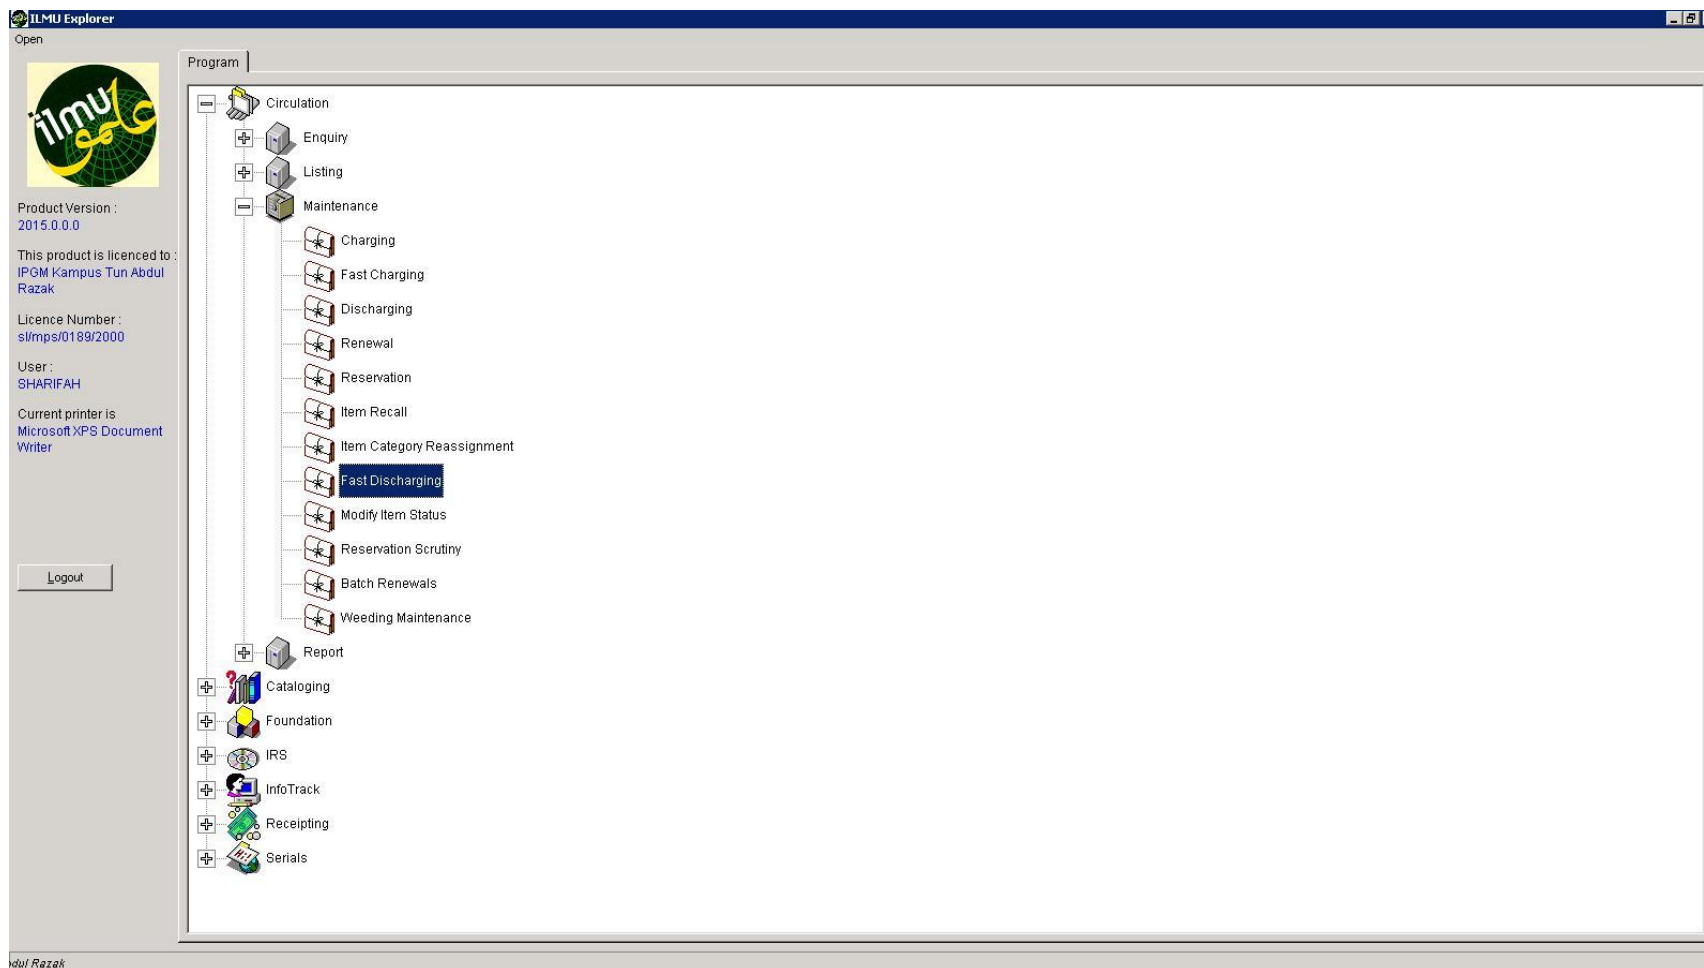 ILMU Explorer
Open
Program
ilmu
علمو
Product Version :
2015.0.0.0
This product is licenced to :
IPGM Kampus Tun Abdul
Razak
Licence Number :
sl/mps/0189/2000
User :
SHARIFAH
Current printer is
Microsoft XPS Document
Writer
Logout
Circulation
Enquiry
Listing
Maintenance
Charging
Fast Charging
Discharging
Renewal
Reservation
Item Recall
Item Category Reassignment
Fast Discharging
Modify Item Status
Reservation Scrutiny
Batch Renewals
Weeding Maintenance
Report
Cataloging
Foundation
IRS
InfoTrack
Receipting
Serials
dul Razak